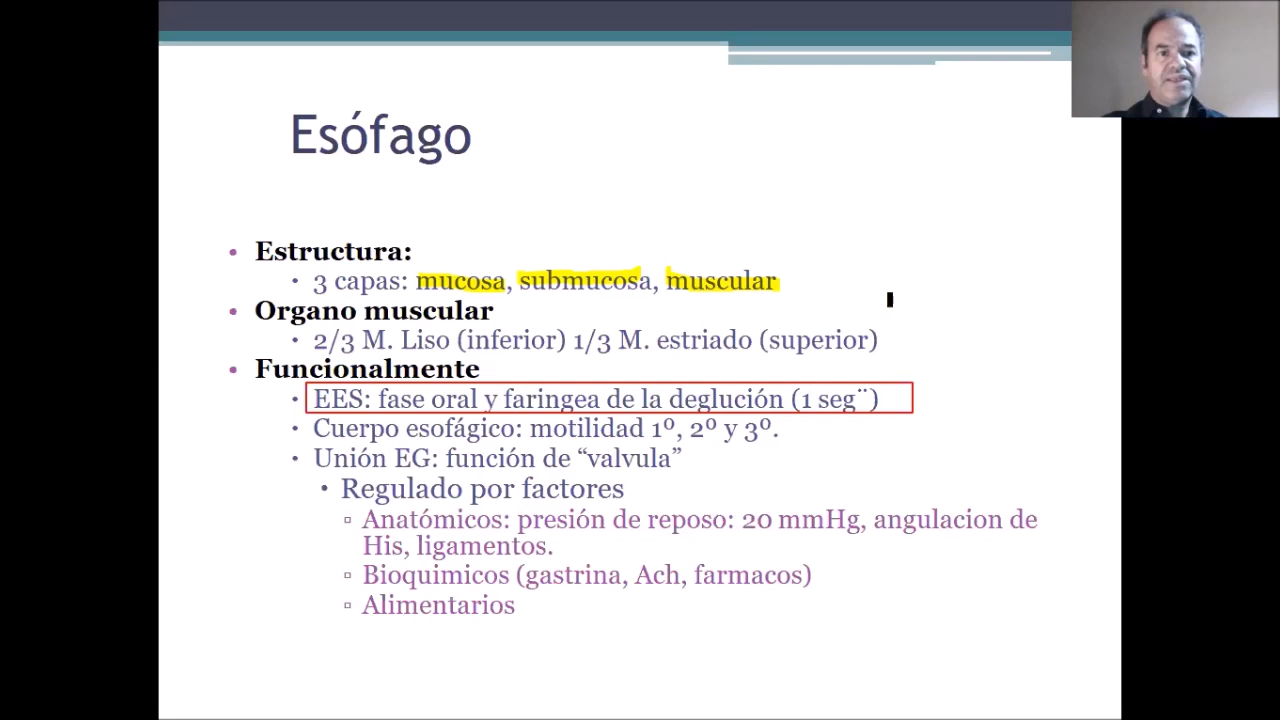 Esófago
• Estructura:
• 3 capas: mucosa, submucosa, muscular
• Organo muscular
• 2/3 M. Liso (inferior) 1/3 M. estriado (superior)
• Funcionalmente
• EES: fase oral y faringea de la deglución (1 seg¨)
• Cuerpo esofágico: motilidad 1º, 2º y 3º.
• Unión EG: función de “valvula”
• Regulado por factores
▫ Anatómicos: presión de reposo: 20 mmHg, angulacion de
His, ligamentos.
▫ Bioquimicos (gastrina, Ach, farmacos)
▫ Alimentarios